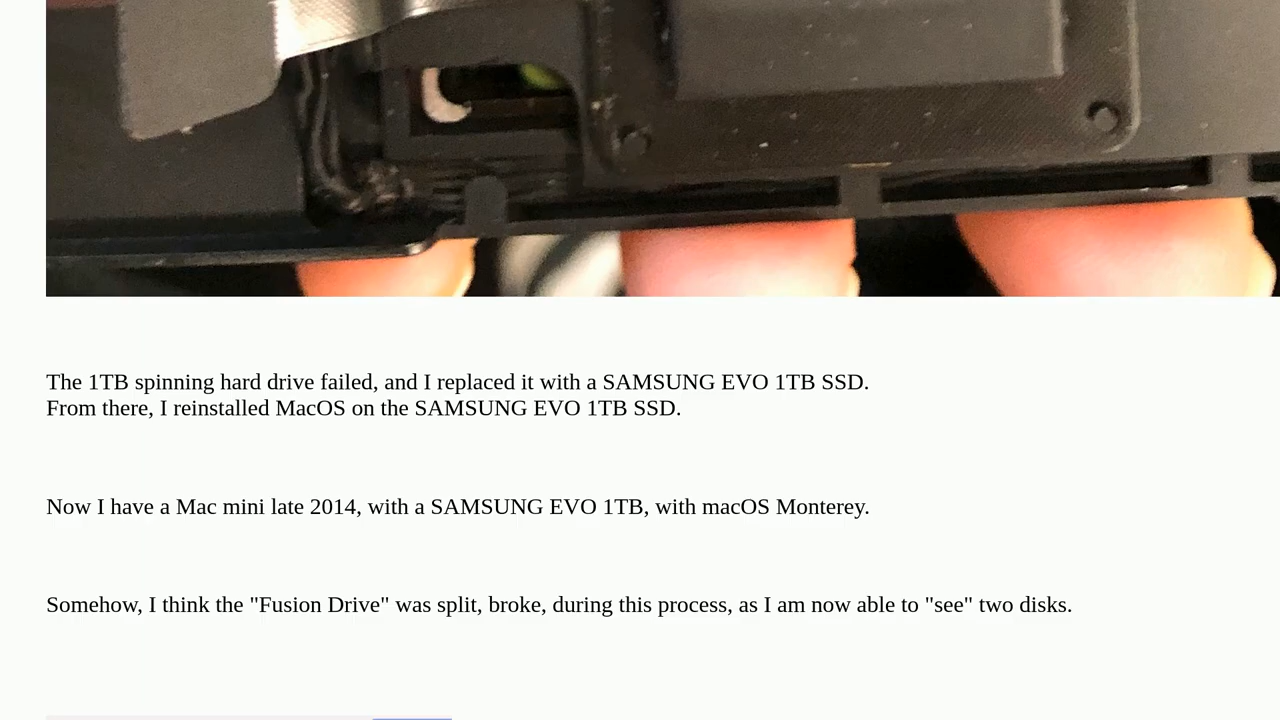 The 1TB spinning hard drive failed, and I replaced it with a SAMSUNG EVO 1TB SSD.
From there, I reinstalled MacOS on the SAMSUNG EVO 1TB SSD.
Now I have a Mac mini late 2014, with a SAMSUNG EVO 1TB, with macOS Monterey.
Somehow, I think the "Fusion Drive" was split, broke, during this process, as I am now able to "see" two disks.